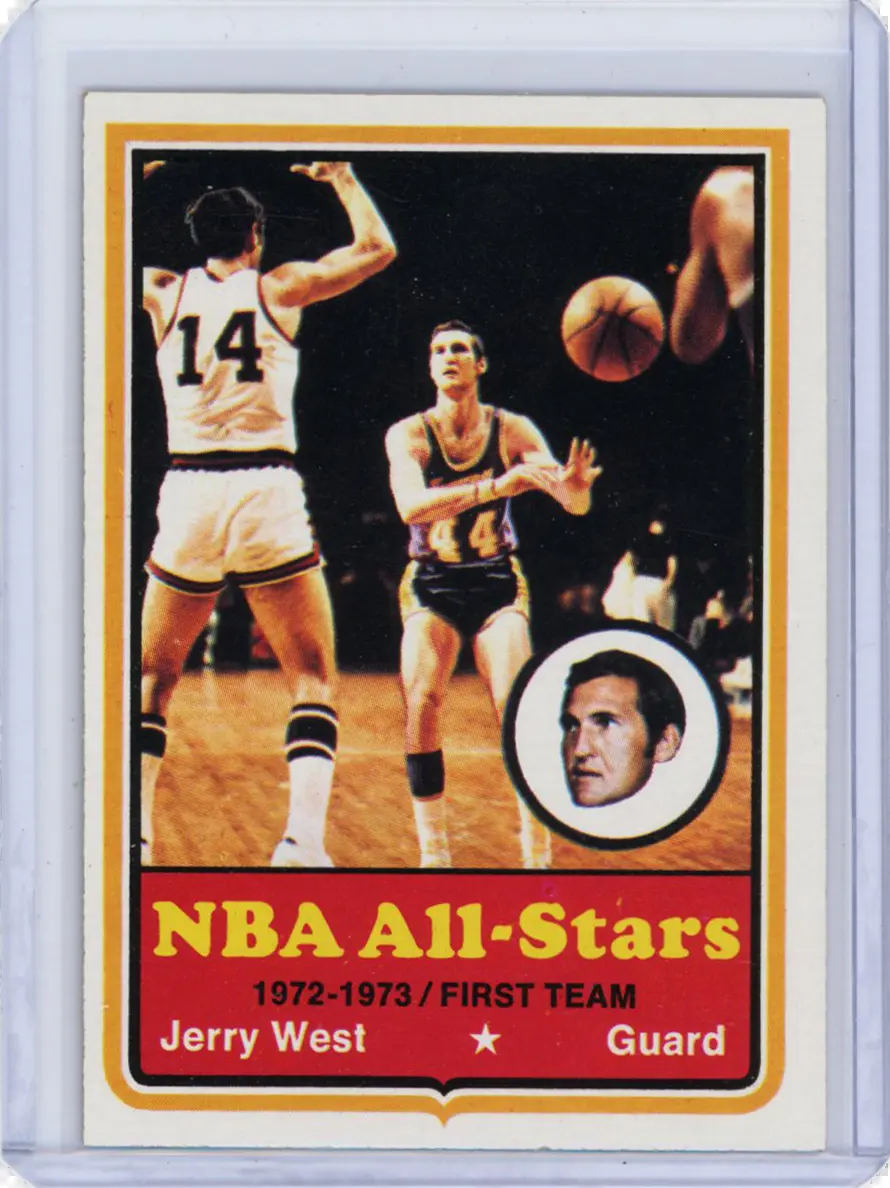 14
44
NBA All-Stars
1972-1973/FIRST TEAM
Jerry West ★ Guard